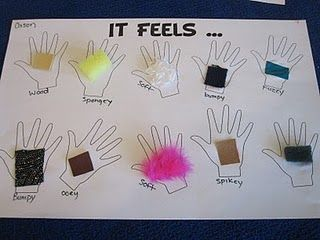 IT FEELS ...
Wood
Spongey
Soft
bumpy
Fuzzy
Bumpy
ooey
Soft
spikey